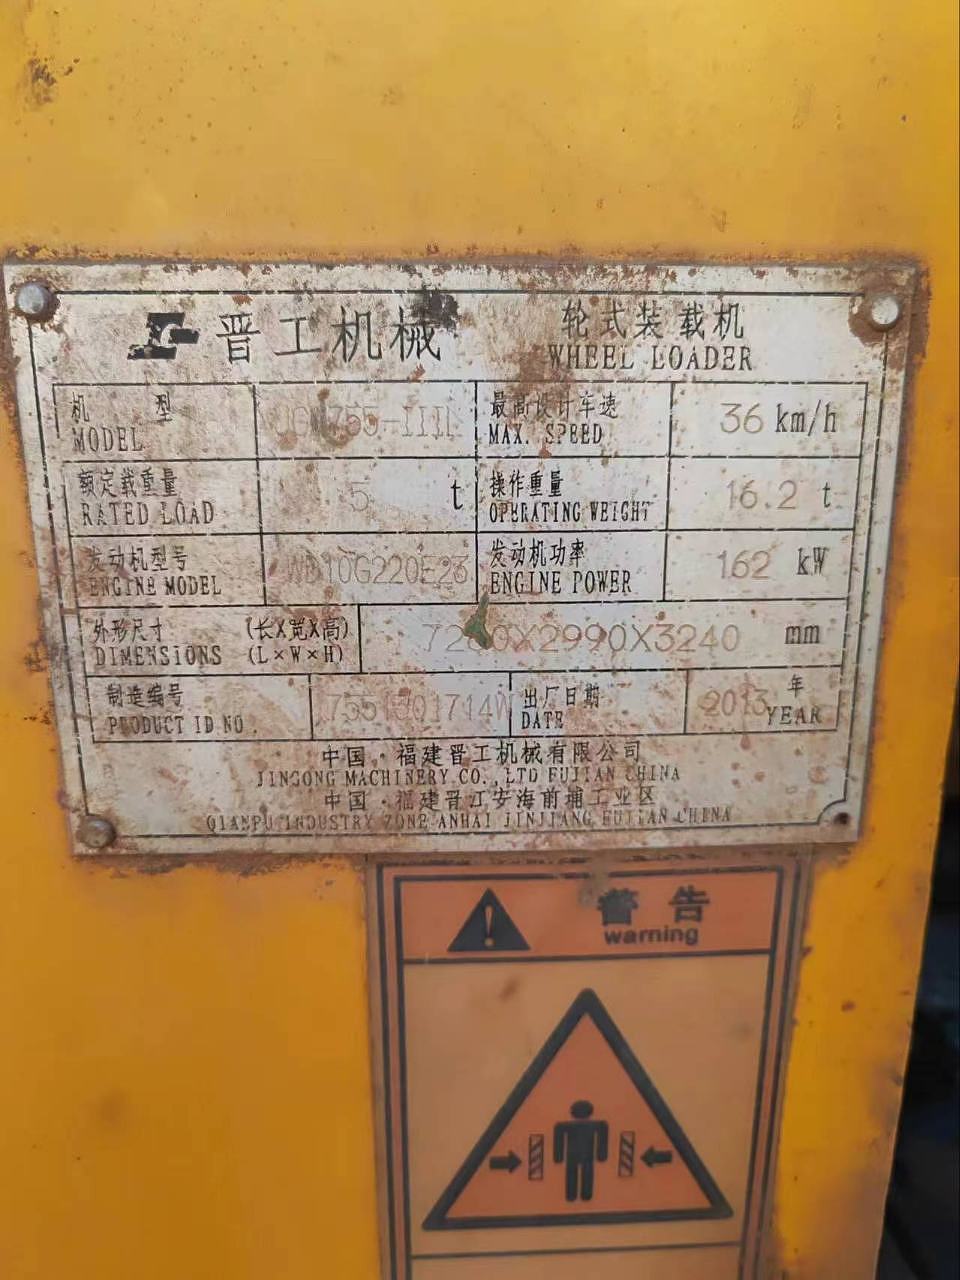 晋工机械 轮式装载机
WHEEL LOADER
机 型 JGM755-IIIL 最高设计车速 36 km/h
MODEL MAX. SPEED
额定载重量 5 t 操作重量 16.2 t
RATED LOAD OPERATING WEIGHT
发动机型号 WD10G220E23 发动机功率 162 kW
ENGINE MODEL ENGINE POWER
外形尺寸 (长X宽X高) mm
DIMENSIONS (L×W×H)
制造编号 出厂日期 2013 年
PRODUCT ID NO. DATE YEAR
中国·福建晋工机械有限公司
JINGONG MACHINERY CO., LTD FUJIAN CHINA
中国·福建晋江安海前埔工业区
QIANPU INDUSTRY ZONE ANHAI JINJIANG FUJIAN CHINA
警告
warning